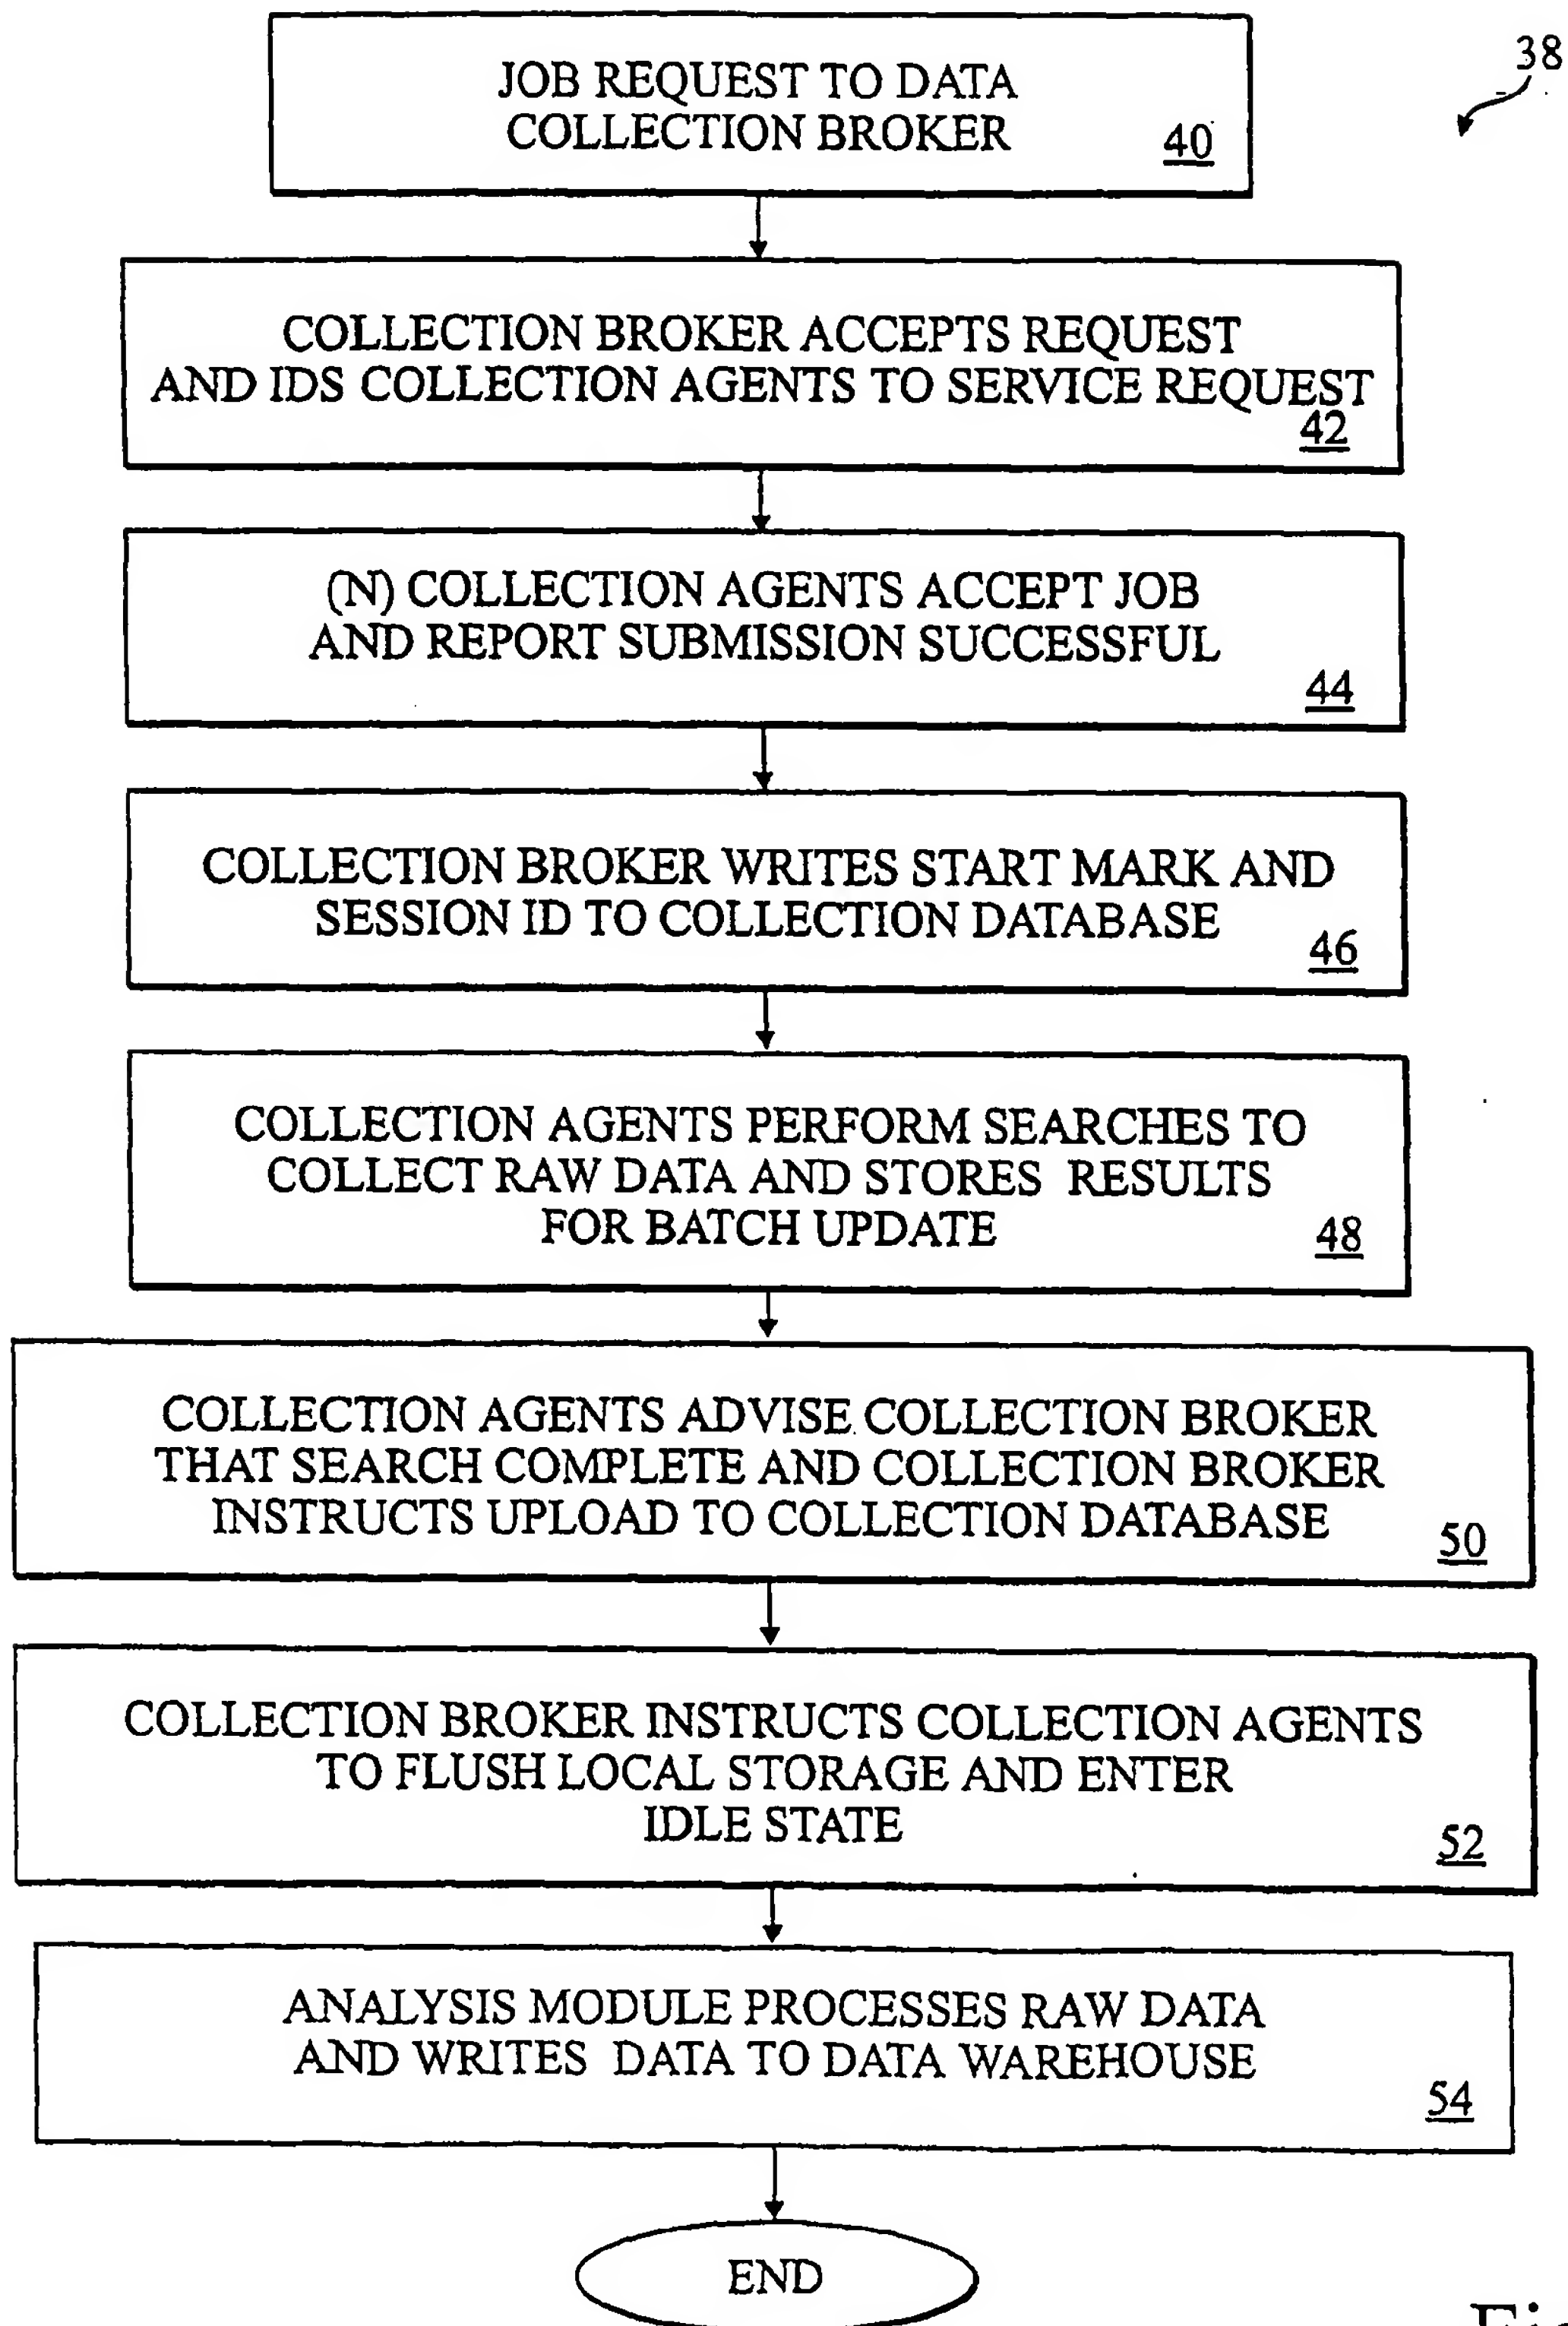 38
JOB REQUEST TO DATA
COLLECTION BROKER
40
COLLECTION BROKER ACCEPTS REQUEST
AND IDS COLLECTION AGENTS TO SERVICE REQUEST
42
(N) COLLECTION AGENTS ACCEPT JOB
AND REPORT SUBMISSION SUCCESSFUL
44
COLLECTION BROKER WRITES START MARK AND
SESSION ID TO COLLECTION DATABASE
46
COLLECTION AGENTS PERFORM SEARCHES TO
COLLECT RAW DATA AND STORES RESULTS
FOR BATCH UPDATE
48
COLLECTION AGENTS ADVISE COLLECTION BROKER
THAT SEARCH COMPLETE AND COLLECTION BROKER
INSTRUCTS UPLOAD TO COLLECTION DATABASE
50
COLLECTION BROKER INSTRUCTS COLLECTION AGENTS
TO FLUSH LOCAL STORAGE AND ENTER
IDLE STATE
52
ANALYSIS MODULE PROCESSES RAW DATA
AND WRITES DATA TO DATA WAREHOUSE
54
END